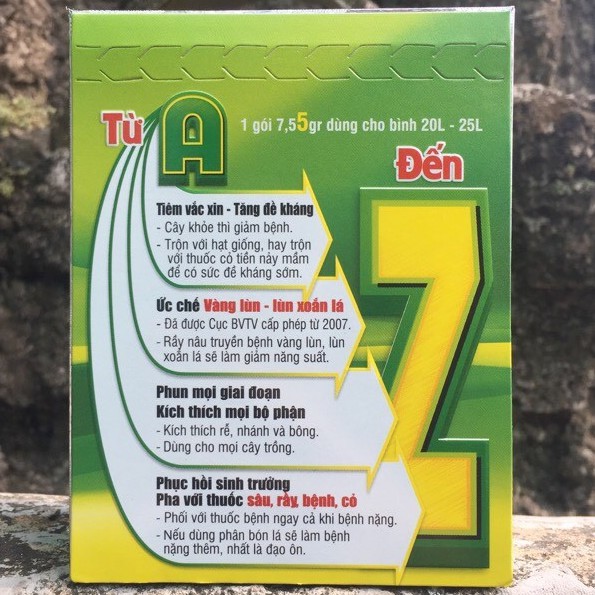 Từ A
1 gói 7,55gr dùng cho bình 20L - 25L
Đến
Z
Tiêm vắc xin - Tăng đề kháng
- Cây khỏe thì giảm bệnh.
- Trộn với hạt giống, hay trộn
với thuốc cỏ tiền nảy mầm
để có sức đề kháng sớm.
Ức chế Vàng lùn - lùn xoắn lá
- Đã được Cục BVTV cấp phép từ 2007.
- Rầy nâu truyền bệnh vàng lùn, lùn
xoắn lá sẽ làm giảm năng suất.
Phun mọi giai đoạn
Kích thích mọi bộ phận
- Kích thích rễ, nhánh và bông.
- Dùng cho mọi cây trồng.
Phục hồi sinh trưởng
Pha với thuốc sâu, rầy, bệnh, cỏ
- Phối với thuốc bệnh ngay cả khi bệnh nặng.
- Nếu dùng phân bón lá sẽ làm bệnh
nặng thêm, nhất là đạo ôn.